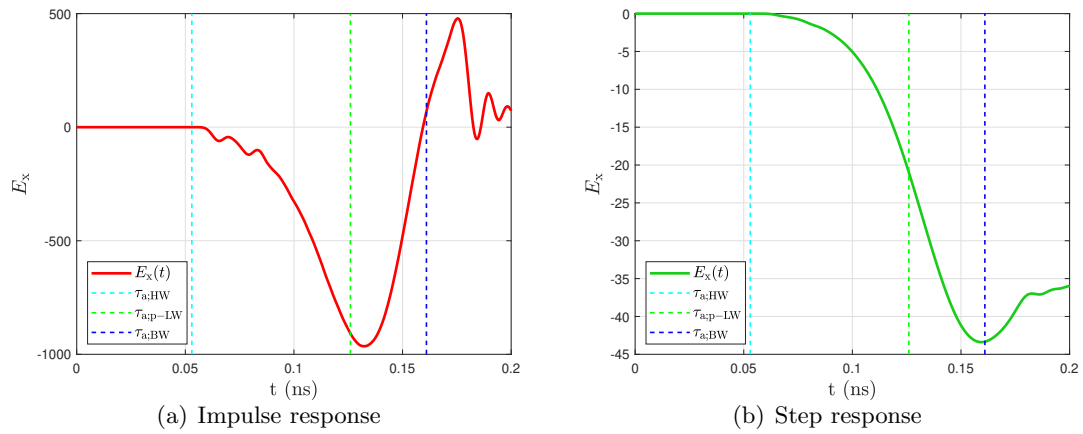 500
0
-500
-1000
E_x
0
0.05
0.1
0.15
0.2
t (ns)
E_x(t)
τ_a;HW
τ_a;p−LW
τ_a;BW
(a) Impulse response
0
-5
-10
-15
-20
-25
-30
-35
-40
-45
E_x
0
0.05
0.1
0.15
0.2
t (ns)
E_x(t)
τ_a;HW
τ_a;p−LW
τ_a;BW
(b) Step response